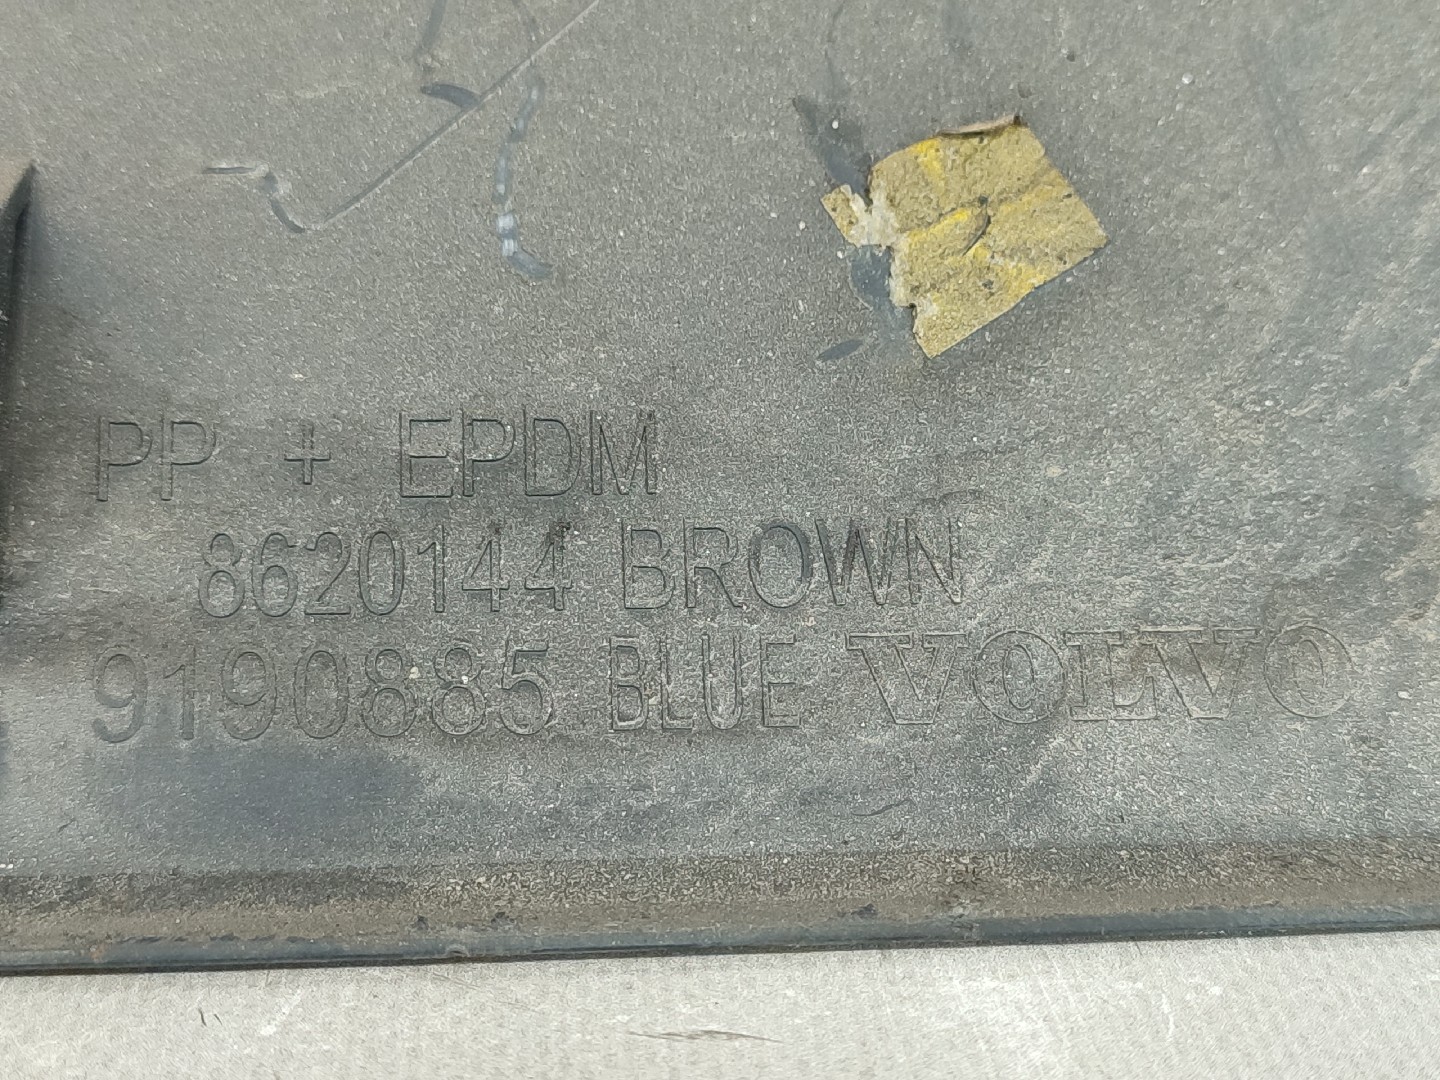 PP + EPDM
8620144 BROWN
9190885 BLUE VOLVO